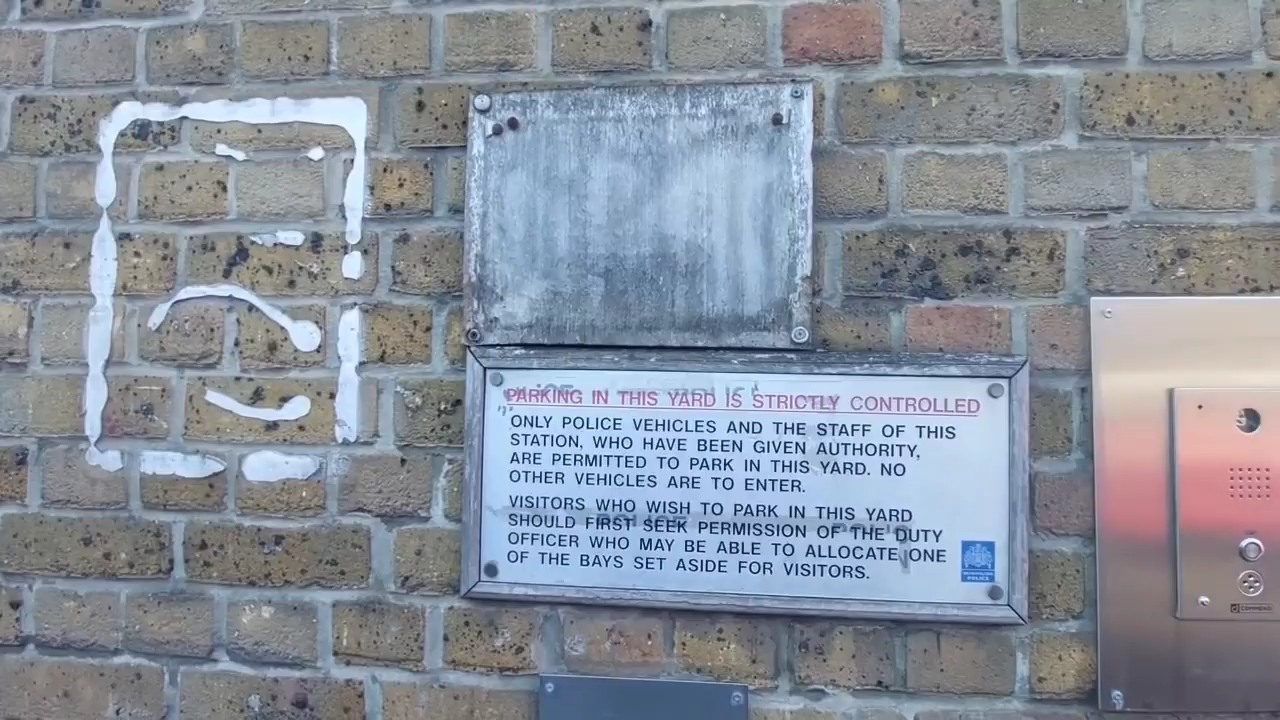 PARKING IN THIS YARD IS STRICTLY CONTROLLED
ONLY POLICE VEHICLES AND THE STAFF OF THIS
STATION, WHO HAVE BEEN GIVEN AUTHORITY,
ARE PERMITTED TO PARK IN THIS YARD. NO
OTHER VEHICLES ARE TO ENTER.
VISITORS WHO WISH TO PARK IN THIS YARD
SHOULD FIRST SEEK PERMISSION OF THE DUTY
OFFICER WHO MAY BE ABLE TO ALLOCATE ONE
OF THE BAYS SET ASIDE FOR VISITORS.
METROPOLITAN
POLICE
COMMEND